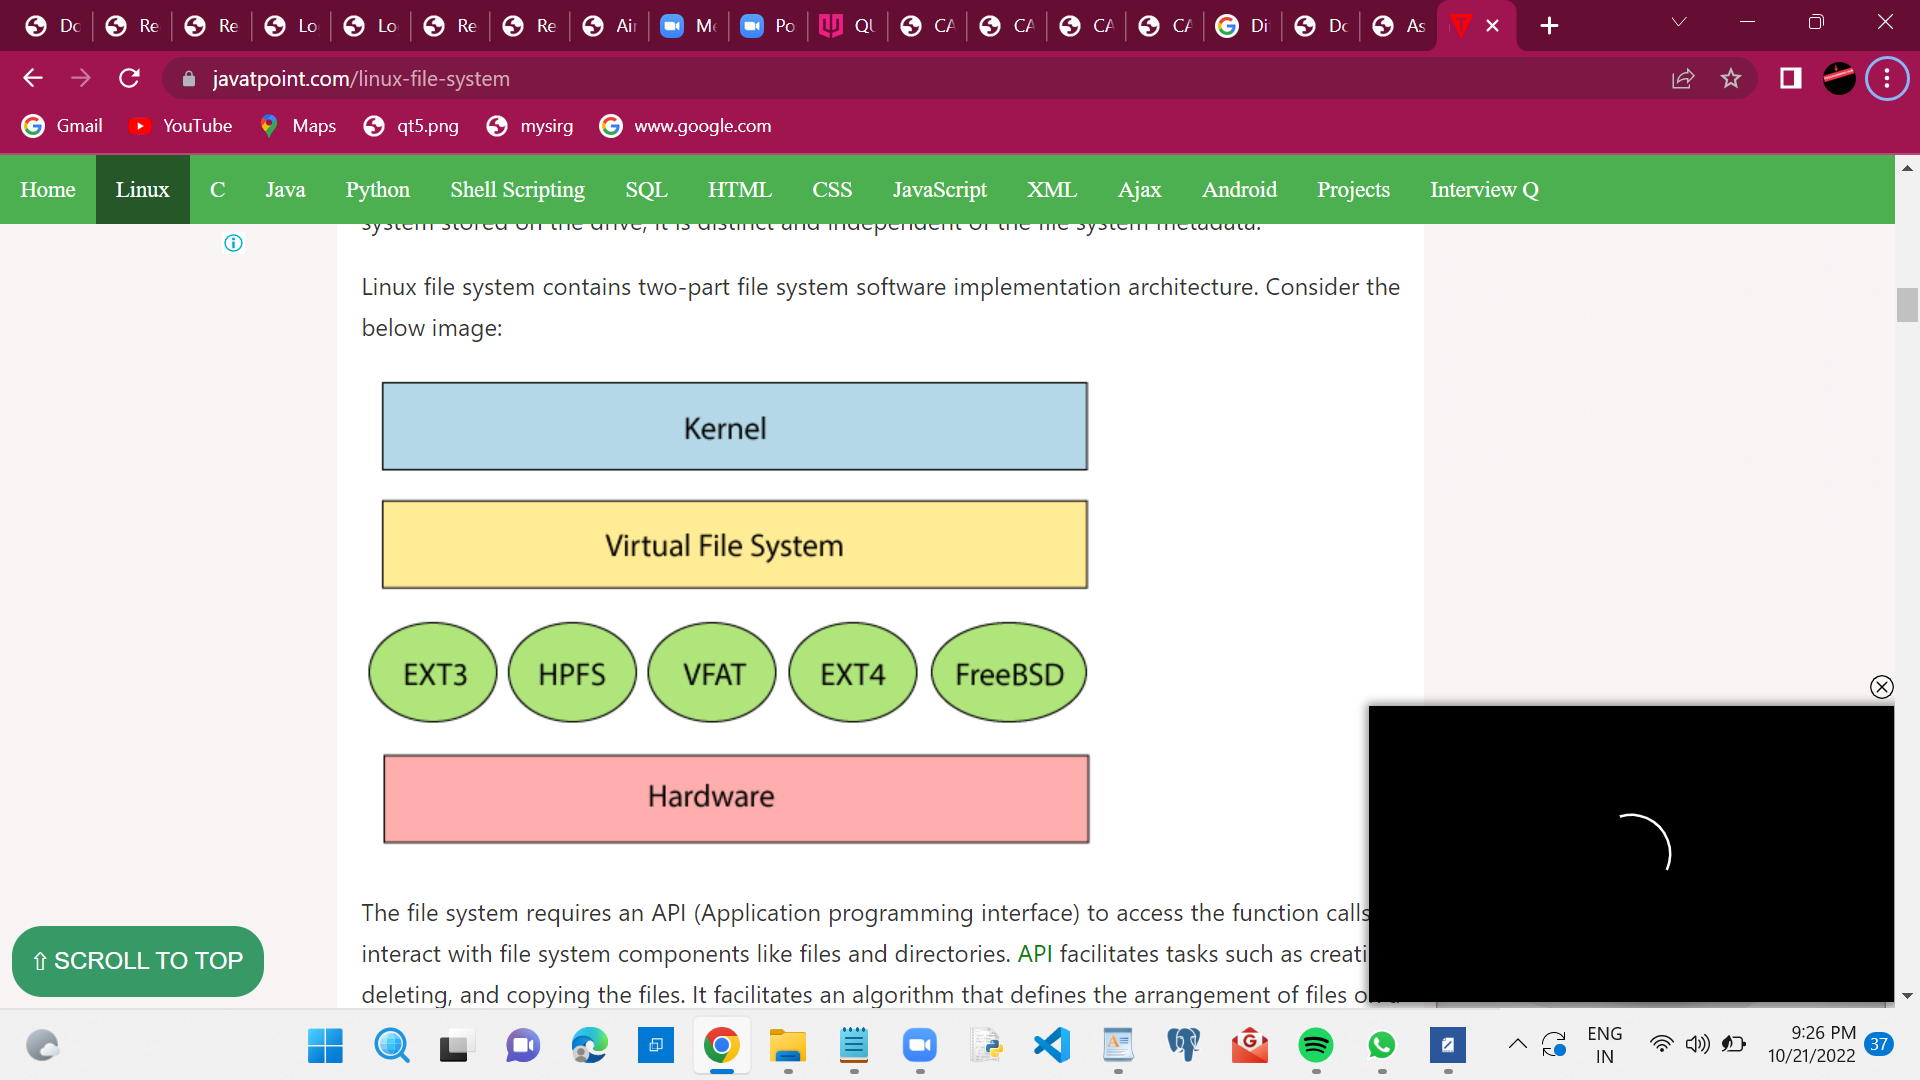 Do
Re
Re
Lo
Lo
Re
Re
Air
Me
Po
QU
CA
CA
CA
CA
Dif
Do
As
javatpoint.com/linux-file-system
Gmail YouTube Maps qt5.png mysirg www.google.com
Home Linux C Java Python Shell Scripting SQL HTML CSS JavaScript XML Ajax Android Projects Interview Q
system stored on the drive; it is distinct and independent of the file system metadata.
Linux file system contains two-part file system software implementation architecture. Consider the
below image:
Kernel
Virtual File System
EXT3 HPFS VFAT EXT4 FreeBSD
Hardware
The file system requires an API (Application programming interface) to access the function calls
interact with file system components like files and directories. API facilitates tasks such as creati
deleting, and copying the files. It facilitates an algorithm that defines the arrangement of files on a
⇧ SCROLL TO TOP
ENG
IN
9:26 PM
10/21/2022
37